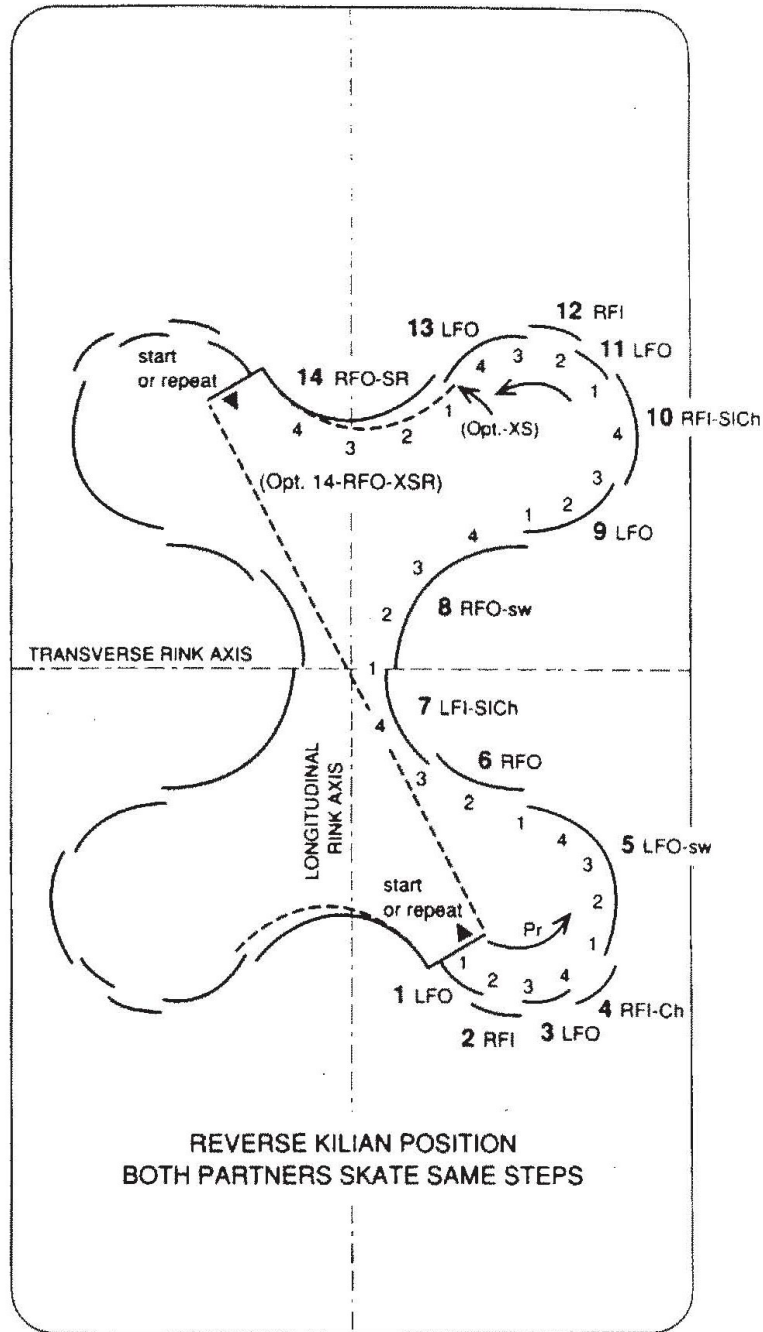 12 RFI
13 LFO
11 LFO
4 3 2
start
or repeat
14 RFO-SR
1
1
(Opt.-XS)
10 RFI-SlCh
4
4 3 2
(Opt. 14-RFO-XSR)
3
2
1
9 LFO
4
3
8 RFO-sw
2
TRANSVERSE RINK AXIS
1
7 LFI-SlCh
4
6 RFO
3
2
1
5 LFO-sw
4
3
LONGITUDINAL
RINK AXIS
start
or repeat
2
Pr
1
1
2 3 4
1 LFO
4 RFI-Ch
2 RFI
3 LFO
REVERSE KILIAN POSITION
BOTH PARTNERS SKATE SAME STEPS